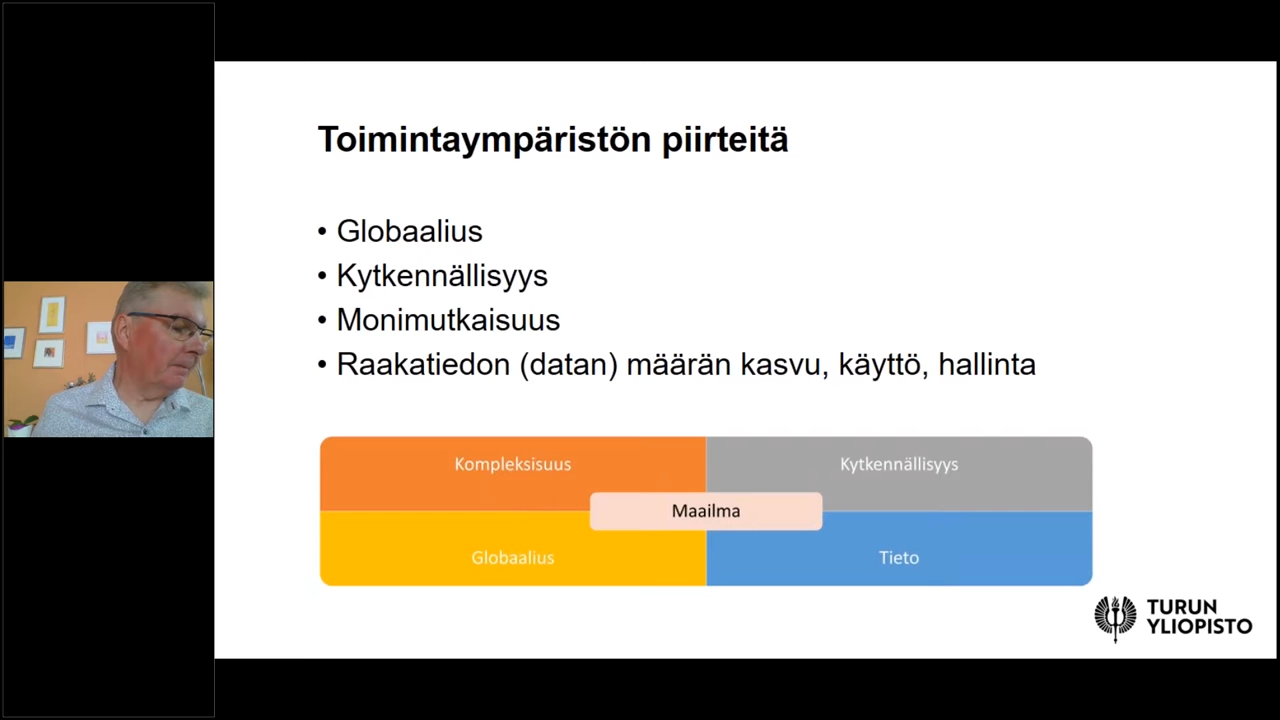 Toimintaympäristön piirteitä
• Globaalius
• Kytkennällisyys
• Monimutkaisuus
• Raakatiedon (datan) määrän kasvu, käyttö, hallinta
Kompleksisuus
Kytkennällisyys
Maailma
Globaalius
Tieto
TURUN
YLIOPISTO